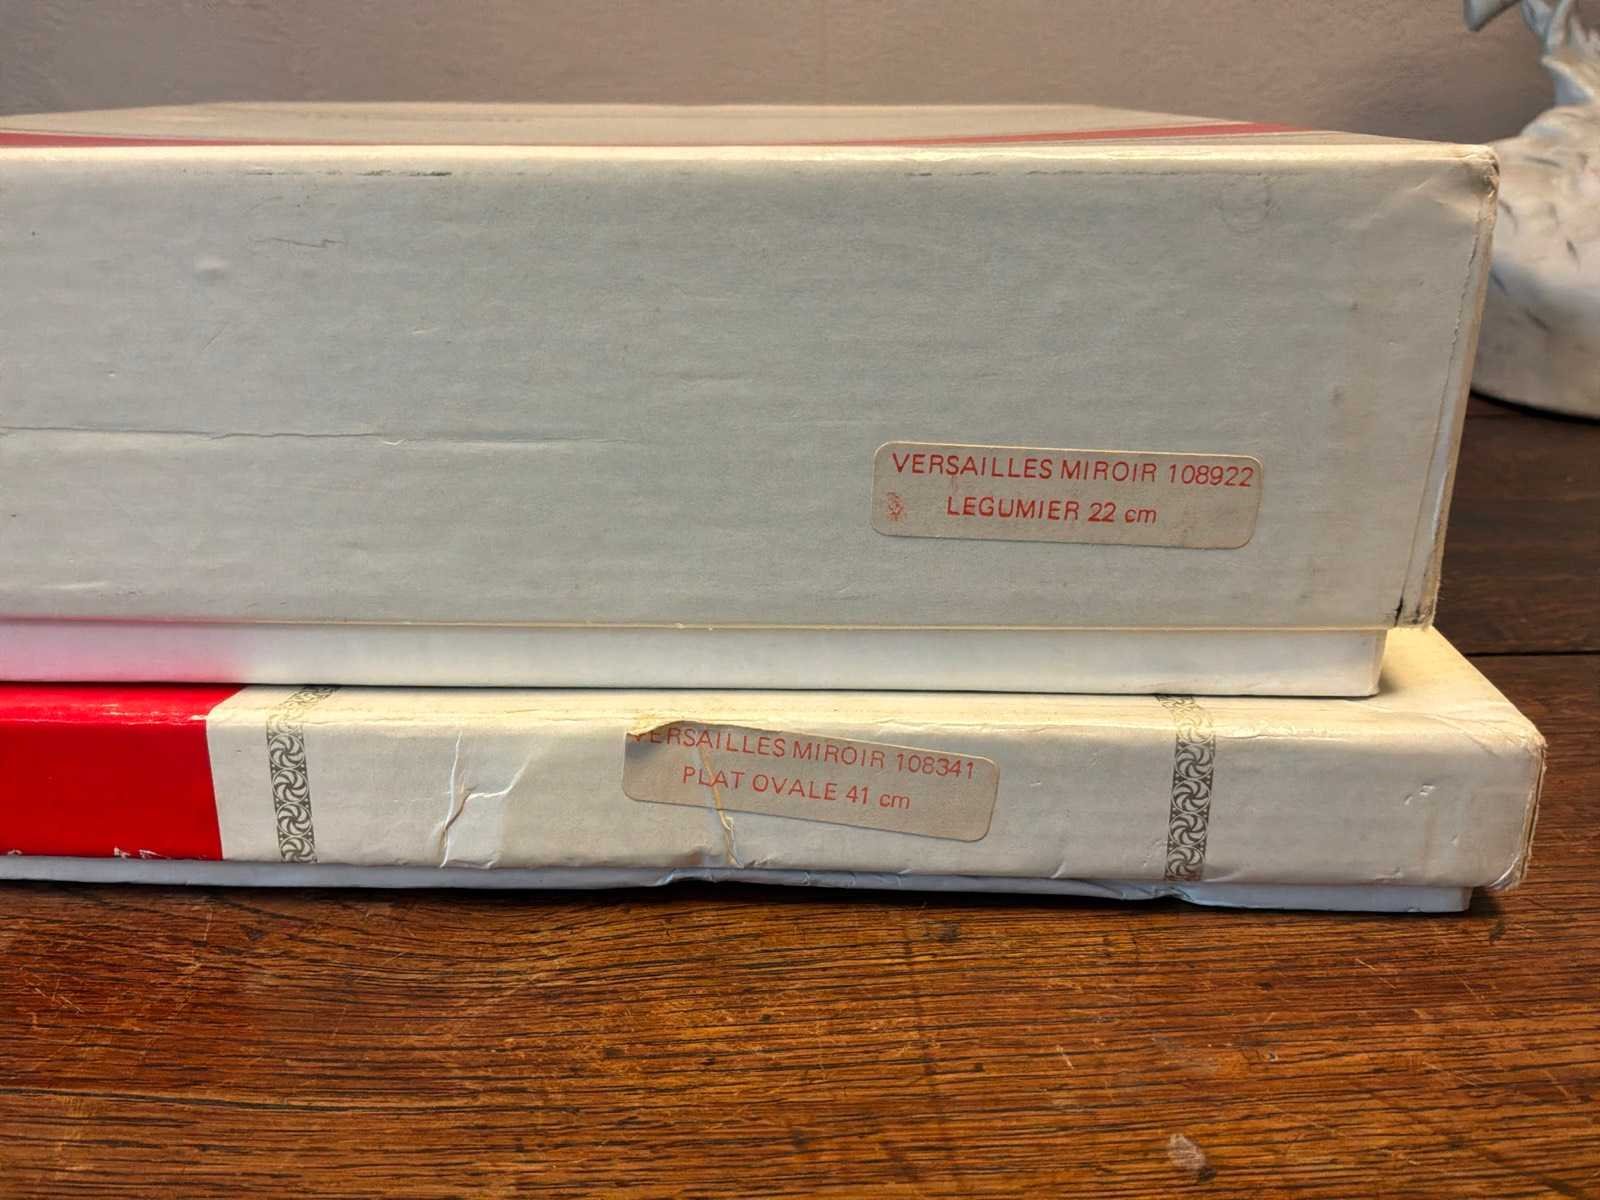 VERSAILLES MIROIR 108922
LEGUMIER 22 cm
VERSAILLES MIROIR 108341
PLAT OVALE 41 cm